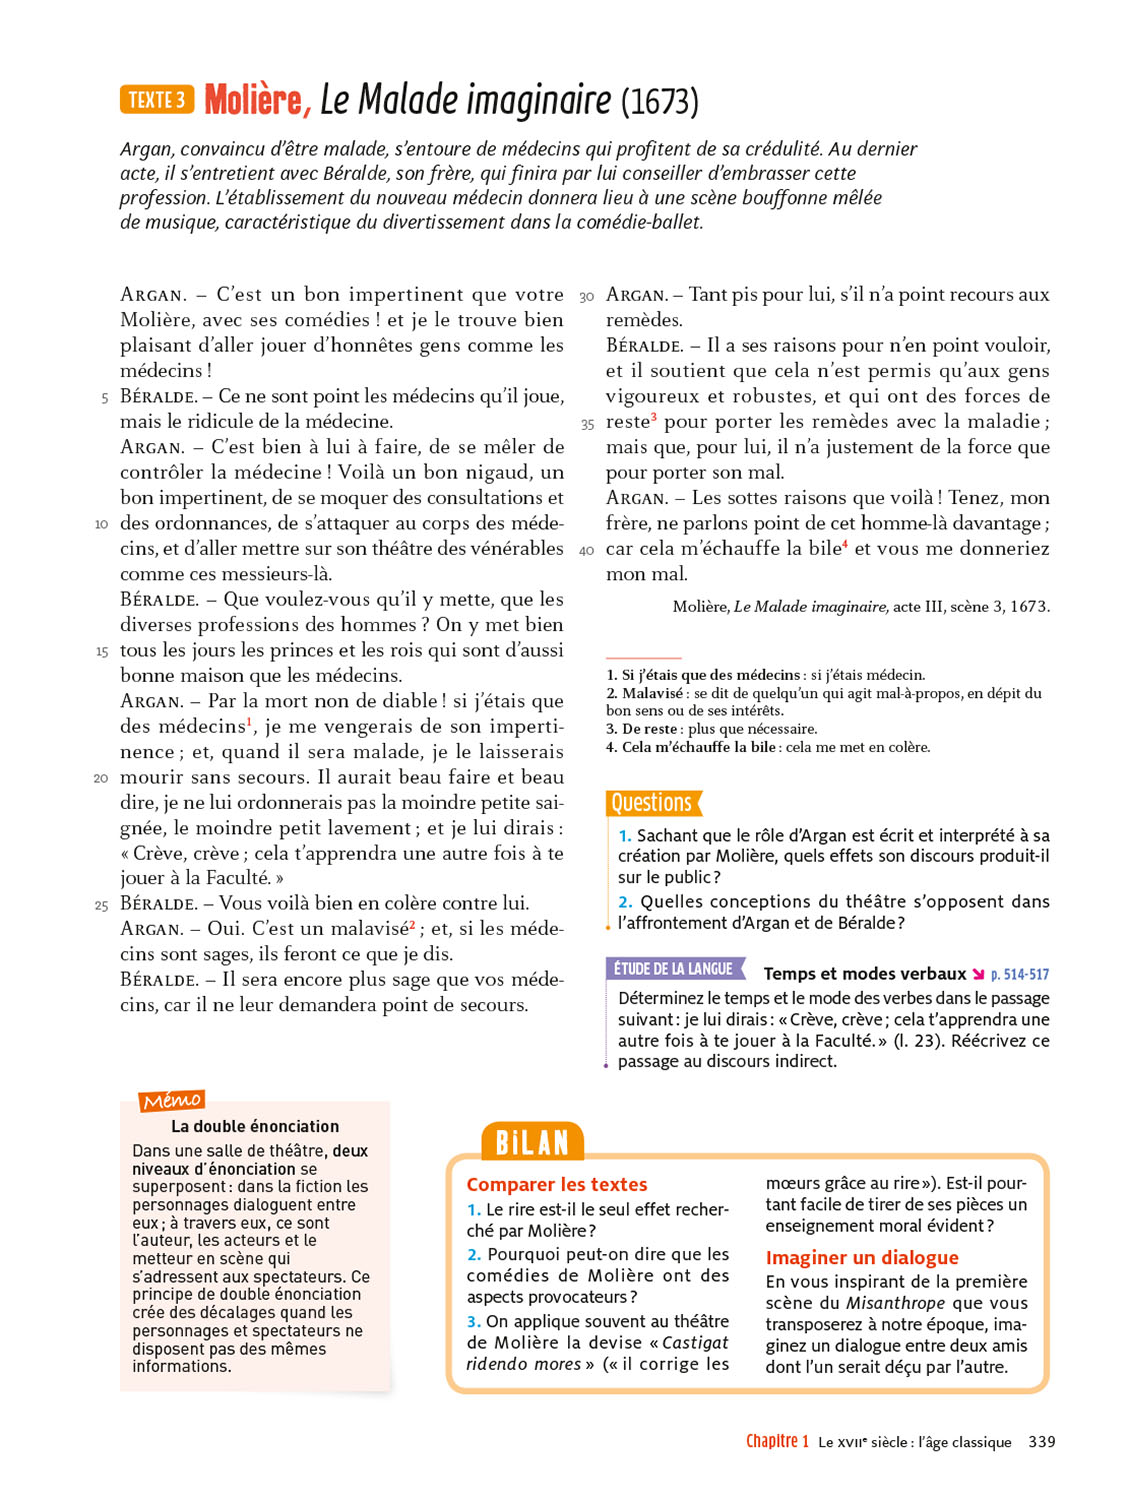 TEXTE 3 Molière, Le Malade imaginaire (1673)
Argan, convaincu d'être malade, s'entoure de médecins qui profitent de sa crédulité. Au dernier
acte, il s'entretient avec Béralde, son frère, qui finira par lui conseiller d'embrasser cette
profession. L'établissement du nouveau médecin donnera lieu à une scène bouffonne mêlée
de musique, caractéristique du divertissement dans la comédie-ballet.
ARGAN. – C'est un bon impertinent que votre
Molière, avec ses comédies ! et je le trouve bien
plaisant d'aller jouer d'honnêtes gens comme les
médecins !
5 BÉRALDE. – Ce ne sont point les médecins qu'il joue,
mais le ridicule de la médecine.
ARGAN. – C'est bien à lui à faire, de se mêler de
contrôler la médecine ! Voilà un bon nigaud, un
bon impertinent, de se moquer des consultations et
10 des ordonnances, de s'attaquer au corps des méde-
cins, et d'aller mettre sur son théâtre des vénérables
comme ces messieurs-là.
BÉRALDE. – Que voulez-vous qu'il y mette, que les
diverses professions des hommes ? On y met bien
15 tous les jours les princes et les rois qui sont d'aussi
bonne maison que les médecins.
ARGAN. – Par la mort non de diable ! si j'étais que
des médecins1, je me vengerais de son imperti-
nence ; et, quand il sera malade, je le laisserais
20 mourir sans secours. Il aurait beau faire et beau
dire, je ne lui ordonnerais pas la moindre petite sai-
gnée, le moindre petit lavement ; et je lui dirais :
« Crève, crève ; cela t'apprendra une autre fois à te
jouer à la Faculté. »
25 BÉRALDE. – Vous voilà bien en colère contre lui.
ARGAN. – Oui. C'est un malavisé2 ; et, si les méde-
cins sont sages, ils feront ce que je dis.
BÉRALDE. – Il sera encore plus sage que vos méde-
cins, car il ne leur demandera point de secours.
30 ARGAN. – Tant pis pour lui, s'il n'a point recours aux
remèdes.
BÉRALDE. – Il a ses raisons pour n'en point vouloir,
et il soutient que cela n'est permis qu'aux gens
vigoureux et robustes, et qui ont des forces de
35 reste3 pour porter les remèdes avec la maladie ;
mais que, pour lui, il n'a justement de la force que
pour porter son mal.
ARGAN. – Les sottes raisons que voilà ! Tenez, mon
frère, ne parlons point de cet homme-là davantage ;
40 car cela m'échauffe la bile4 et vous me donneriez
mon mal.
Molière, Le Malade imaginaire, acte III, scène 3, 1673.
1. Si j'étais que des médecins : si j'étais médecin.
2. Malavisé : se dit de quelqu'un qui agit mal-à-propos, en dépit du
bon sens ou de ses intérêts.
3. De reste : plus que nécessaire.
4. Cela m'échauffe la bile : cela me met en colère.
Questions
1. Sachant que le rôle d'Argan est écrit et interprété à sa
création par Molière, quels effets son discours produit-il
sur le public ?
2. Quelles conceptions du théâtre s'opposent dans
l'affrontement d'Argan et de Béralde ?
ÉTUDE DE LA LANGUE Temps et modes verbaux ➘ p. 514-517
Déterminez le temps et le mode des verbes dans le passage
suivant : je lui dirais : « Crève, crève ; cela t'apprendra une
autre fois à te jouer à la Faculté. » (l. 23). Réécrivez ce
passage au discours indirect.
Mémo
La double énonciation
Dans une salle de théâtre, deux
niveaux d'énonciation se
superposent : dans la fiction les
personnages dialoguent entre
eux ; à travers eux, ce sont
l'auteur, les acteurs et le
metteur en scène qui
s'adressent aux spectateurs. Ce
principe de double énonciation
crée des décalages quand les
personnages et spectateurs ne
disposent pas des mêmes
informations.
BILAN
Comparer les textes
1. Le rire est-il le seul effet recher-
ché par Molière ?
2. Pourquoi peut-on dire que les
comédies de Molière ont des
aspects provocateurs ?
3. On applique souvent au théâtre
de Molière la devise « Castigat
ridendo mores » (« il corrige les
mœurs grâce au rire »). Est-il pour-
tant facile de tirer de ses pièces un
enseignement moral évident ?
Imaginer un dialogue
En vous inspirant de la première
scène du Misanthrope que vous
transposerez à notre époque, ima-
ginez un dialogue entre deux amis
dont l'un serait déçu par l'autre.
Chapitre 1 Le XVIIe siècle : l'âge classique 339